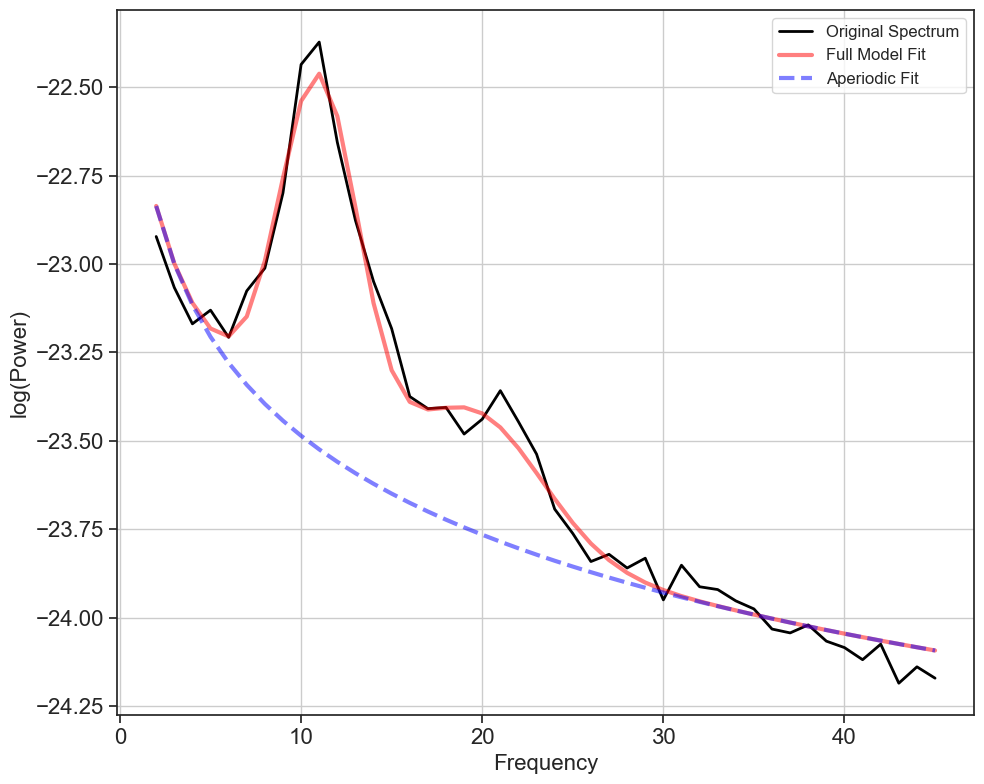 Original Spectrum
Full Model Fit
Aperiodic Fit
log(Power)
−22.50
−22.75
−23.00
−23.25
−23.50
−23.75
−24.00
−24.25
0 10 20 30 40
Frequency